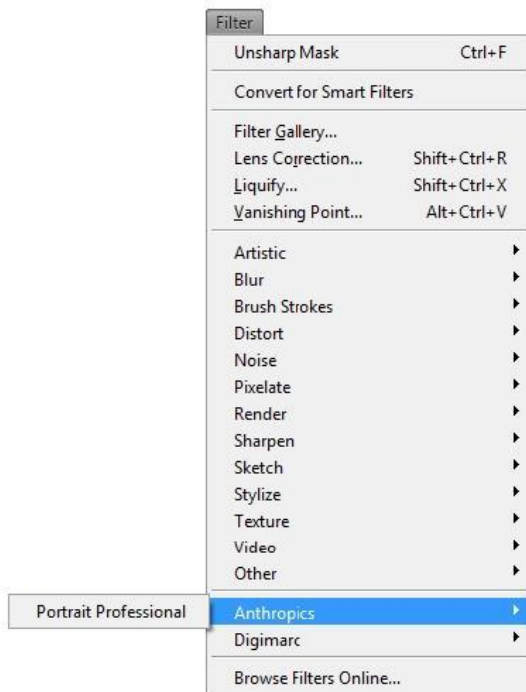 Filter
Unsharp Mask Ctrl+F
Convert for Smart Filters
Filter Gallery...
Lens Correction... Shift+Ctrl+R
Liquify... Shift+Ctrl+X
Vanishing Point... Alt+Ctrl+V
Artistic
Blur
Brush Strokes
Distort
Noise
Pixelate
Render
Sharpen
Sketch
Stylize
Texture
Video
Other
Portrait Professional
Anthropics
Digimarc
Browse Filters Online...